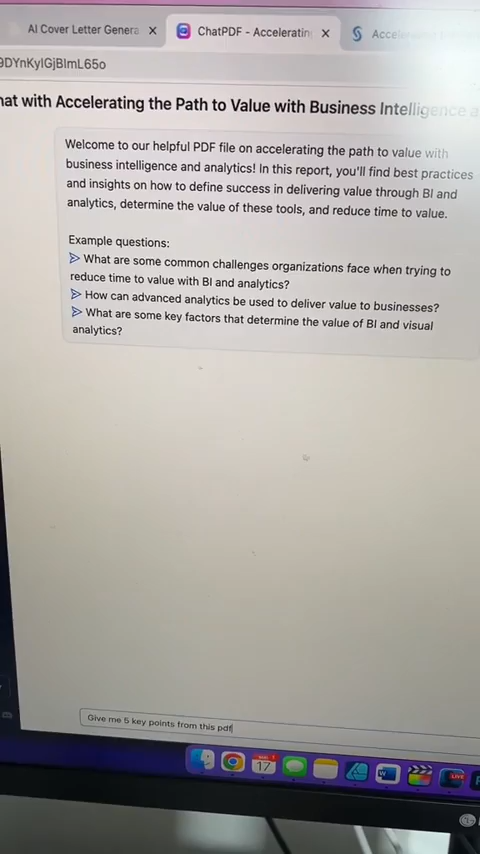 AI Cover Letter Genera
ChatPDF - Accelerating
9DYnKylGjBlmL65o
hat with Accelerating the Path to Value with Business Intelligence a
Welcome to our helpful PDF file on accelerating the path to value with
business intelligence and analytics! In this report, you'll find best practices
and insights on how to define success in delivering value through BI and
analytics, determine the value of these tools, and reduce time to value.
Example questions:
What are some common challenges organizations face when trying to
reduce time to value with BI and analytics?
How can advanced analytics be used to deliver value to businesses?
What are some key factors that determine the value of BI and visual
analytics?
Give me 5 key points from this pdf
17
W
LIVE